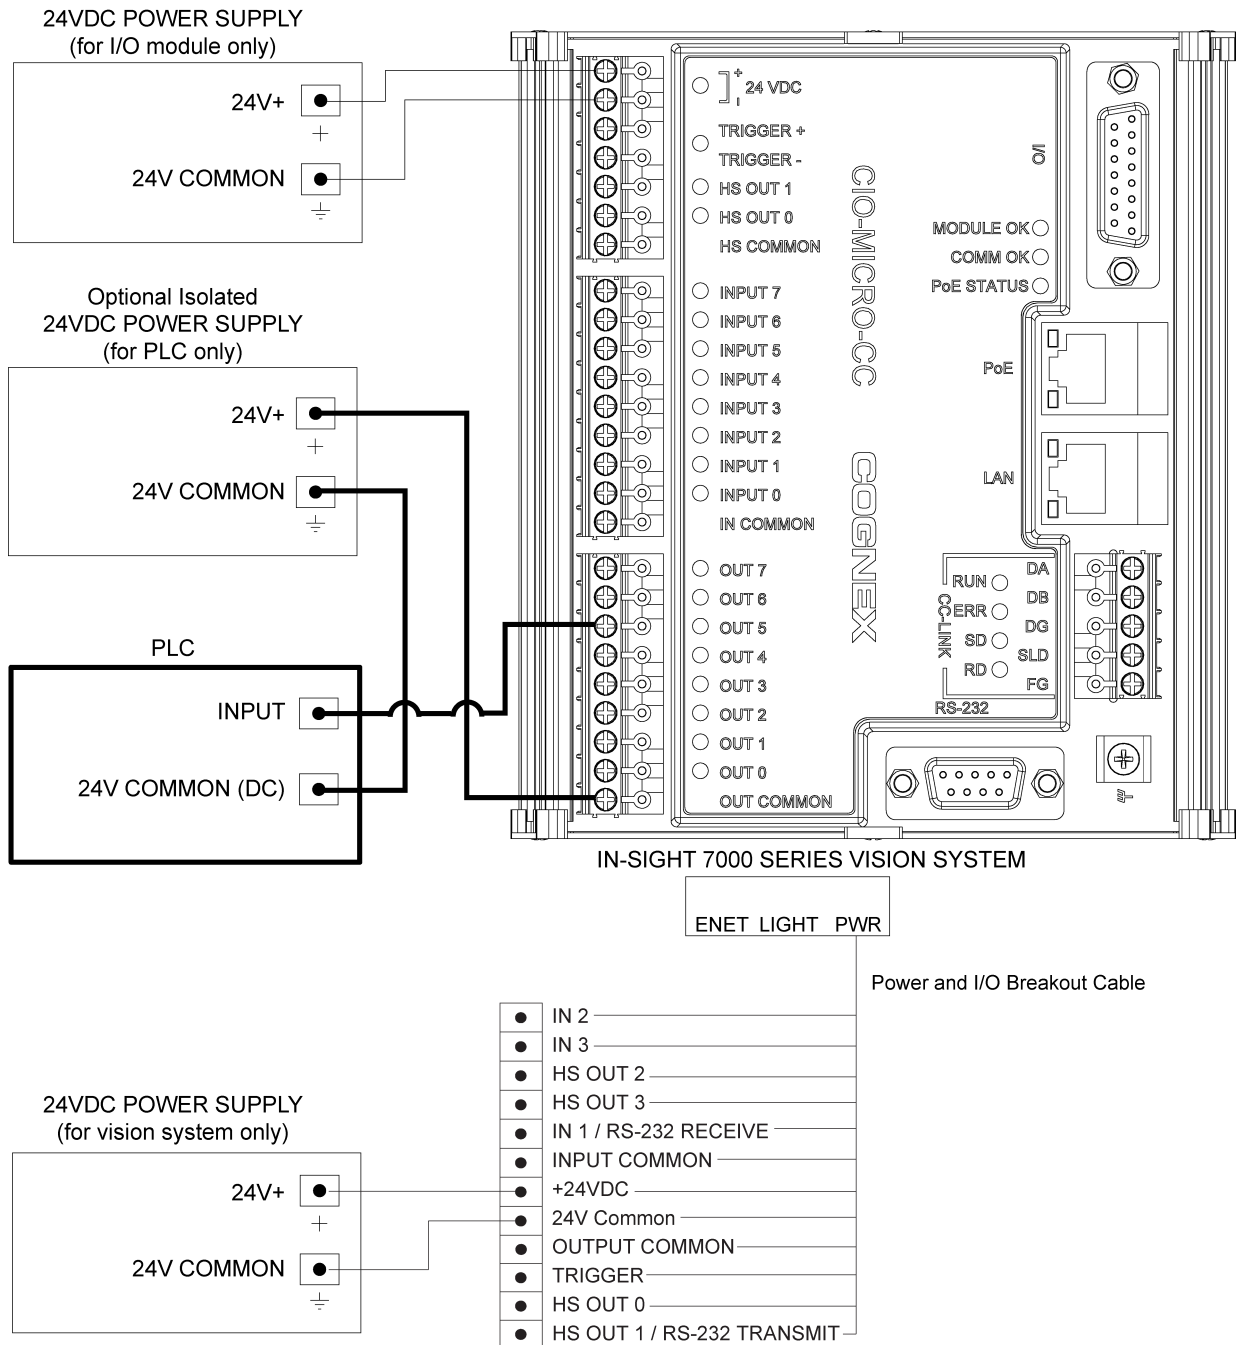 24VDC POWER SUPPLY
(for I/O module only)
24V+
+
24V COMMON
Optional Isolated
24VDC POWER SUPPLY
(for PLC only)
24V+
+
24V COMMON
PLC
INPUT
24V COMMON (DC)
+
-
24 VDC
TRIGGER +
TRIGGER -
HS OUT 1
HS OUT 0
HS COMMON
INPUT 7
INPUT 6
INPUT 5
INPUT 4
INPUT 3
INPUT 2
INPUT 1
INPUT 0
IN COMMON
OUT 7
OUT 6
OUT 5
OUT 4
OUT 3
OUT 2
OUT 1
OUT 0
OUT COMMON
CIO-MICRO-CC
COGNEX
I/O
MODULE OK
COMM OK
PoE STATUS
PoE
LAN
CC-LINK
RUN
ERR
SD
RD
DA
DB
DG
SLD
FG
RS-232
IN-SIGHT 7000 SERIES VISION SYSTEM
ENET LIGHT PWR
Power and I/O Breakout Cable
IN 2
IN 3
HS OUT 2
HS OUT 3
IN 1 / RS-232 RECEIVE
INPUT COMMON
+24VDC
24V Common
OUTPUT COMMON
TRIGGER
HS OUT 0
HS OUT 1 / RS-232 TRANSMIT
24VDC POWER SUPPLY
(for vision system only)
24V+
+
24V COMMON